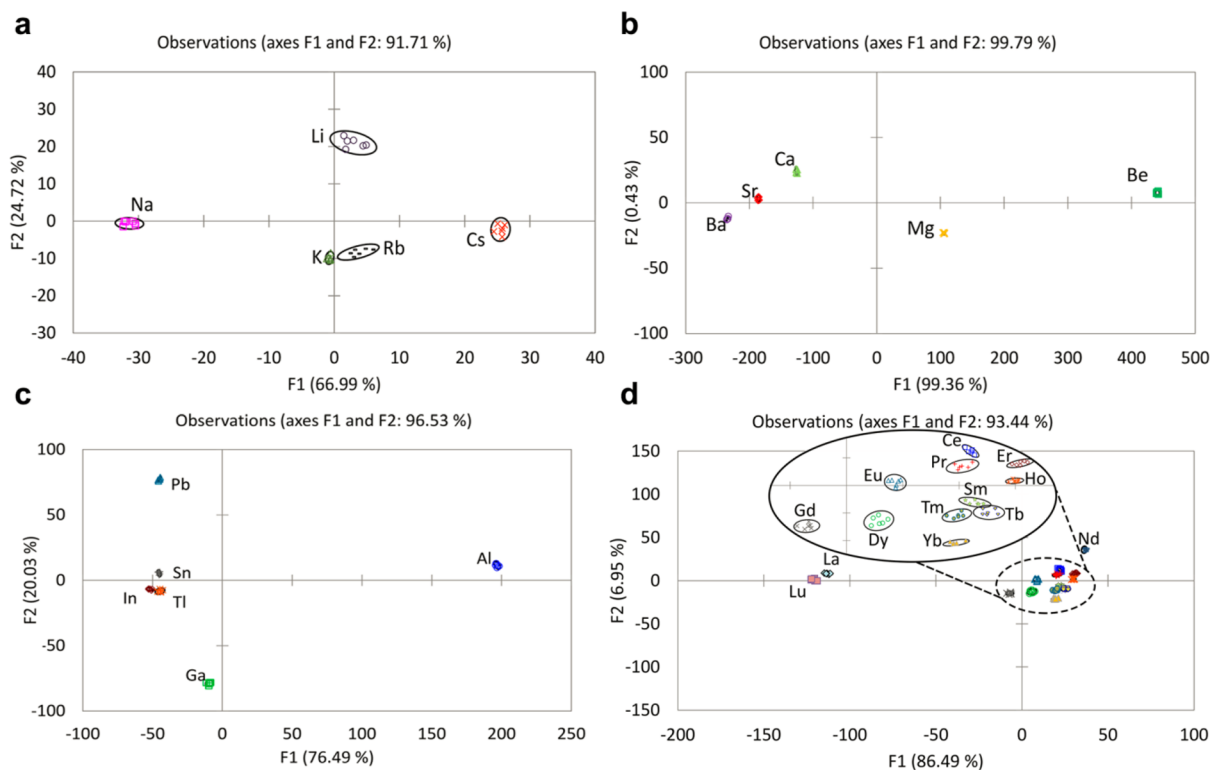 a
Observations (axes F1 and F2: 91.71 %)
F2 (24.72 %)
40
30
20
10
0
-10
-20
-30
Li
Na
K
Rb
Cs
-40 -30 -20 -10 0 10 20 30 40
F1 (66.99 %)
b
Observations (axes F1 and F2: 99.79 %)
F2 (0.43 %)
100
50
0
-50
-100
Ca
Be
Sr
Ba
Mg
-300 -200 -100 0 100 200 300 400 500
F1 (99.36 %)
c
Observations (axes F1 and F2: 96.53 %)
F2 (20.03 %)
100
50
0
-50
-100
Pb
Sn
Al
In Tl
Ga
-100 -50 0 50 100 150 200 250
F1 (76.49 %)
d
Observations (axes F1 and F2: 93.44 %)
F2 (6.95 %)
150
100
50
0
-50
-100
-150
Ce
Pr
Er
Eu
Ho
Sm
Gd
Tm
Tb
Dy
Yb
Nd
La
Lu
-200 -150 -100 -50 0 50 100
F1 (86.49 %)